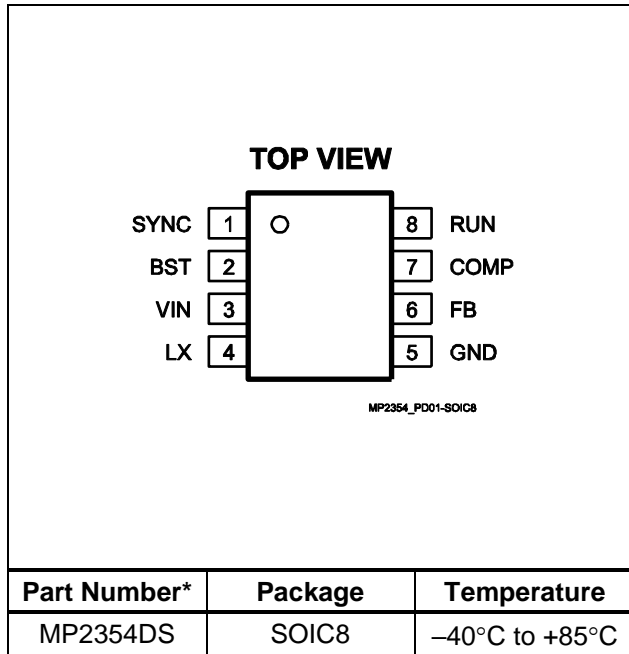 TOP VIEW
SYNC 1 8 RUN
BST 2 7 COMP
VIN 3 6 FB
LX 4 5 GND
MP2354_PD01-SOIC8
Part Number* Package Temperature
MP2354DS SOIC8 –40°C to +85°C